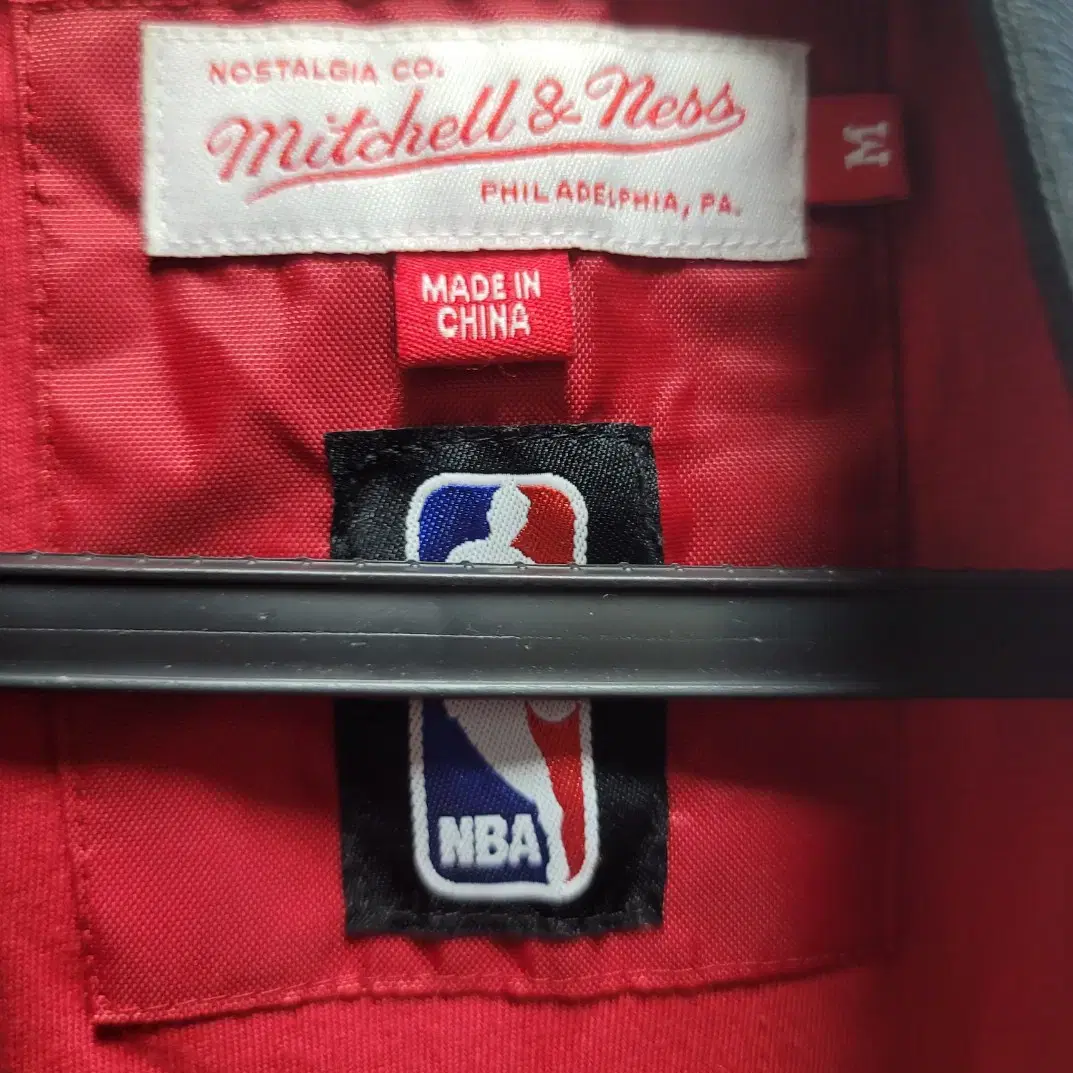 NOSTALGIA CO.
Mitchell & Ness
PHILADELPHIA, PA.
M
MADE IN
CHINA
NBA